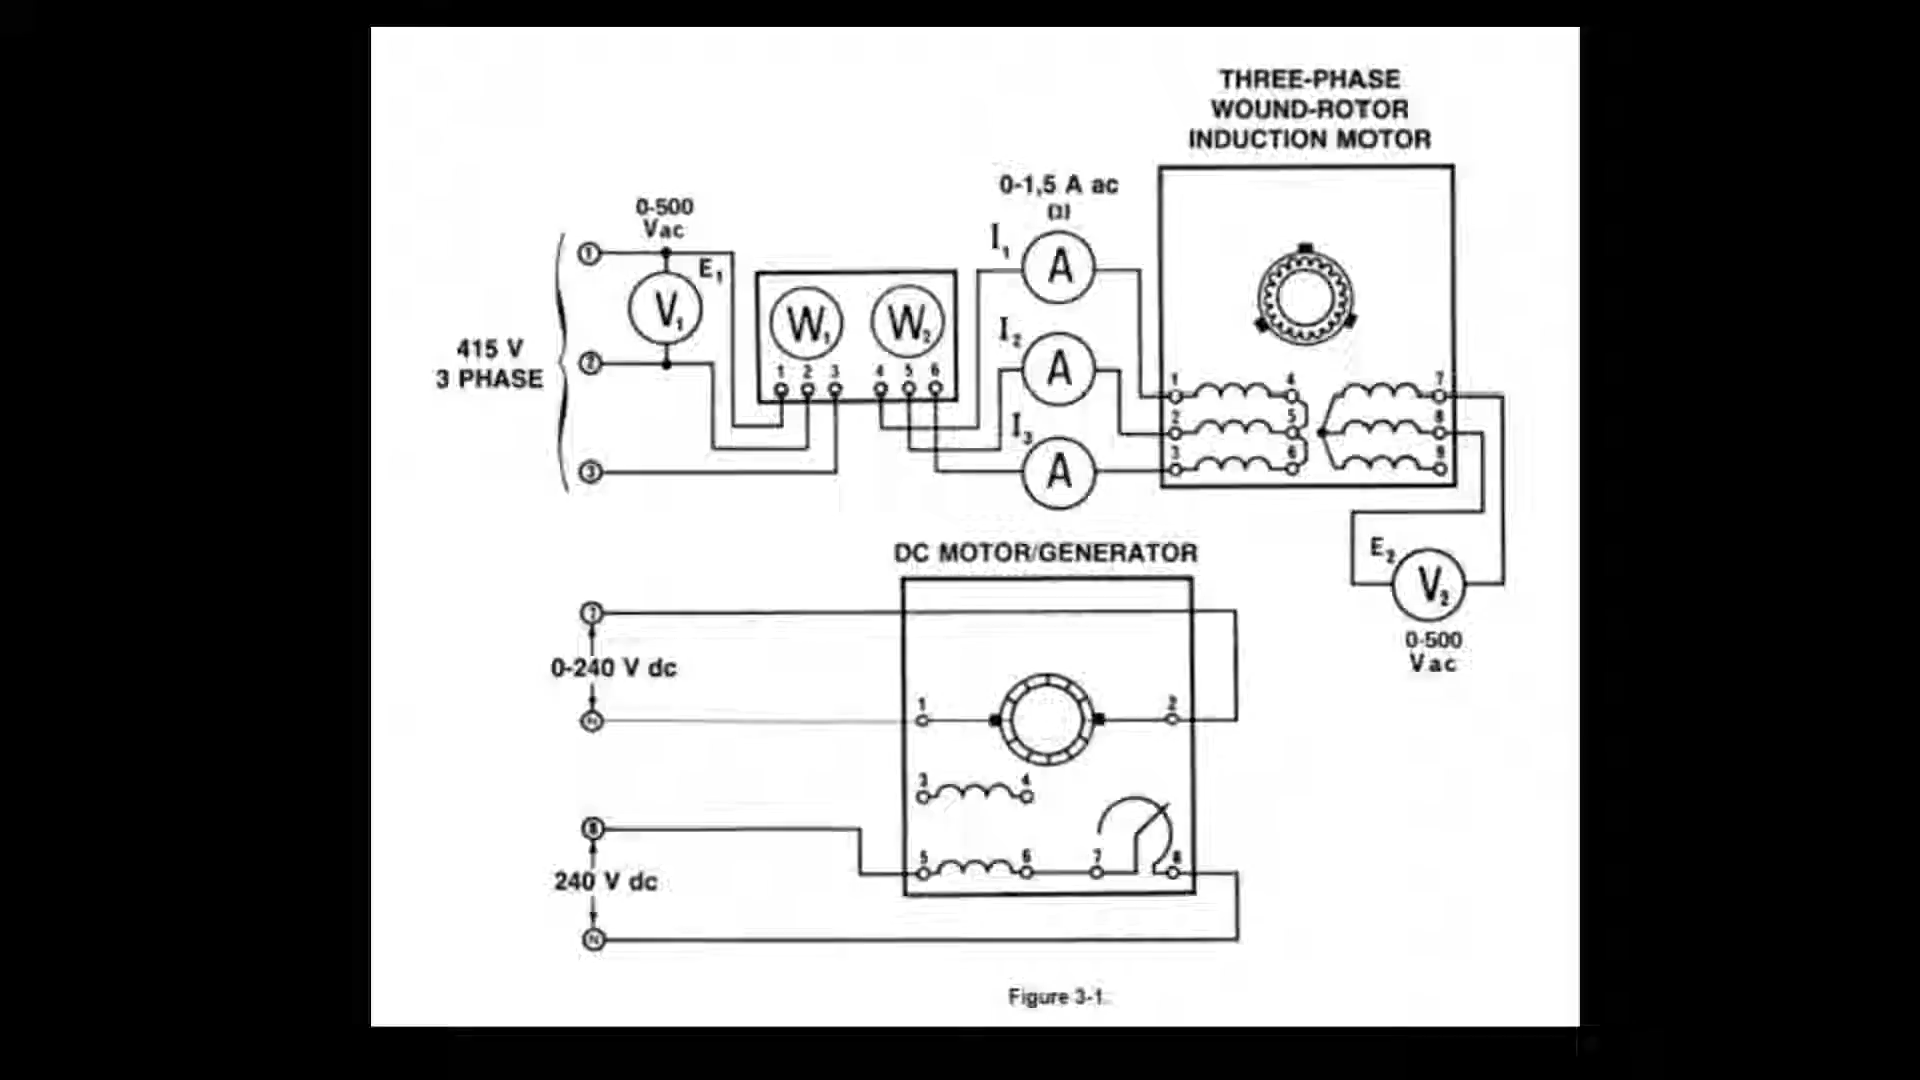 THREE-PHASE
WOUND-ROTOR
INDUCTION MOTOR
0-1,5 A ac
(3)
0-500
Vac
I1
1
E1
A
V1
W1
W2
I2
415 V
3 PHASE
2
1 2 3 4 5 6
A
1 4 7
2 5 8
3 6 9
I3
3
A
DC MOTOR/GENERATOR
E2
V2
0-500
Vac
7
0-240 V dc
N
1 2
3 4
8
5 6 7 8
240 V dc
N
Figure 3-1.